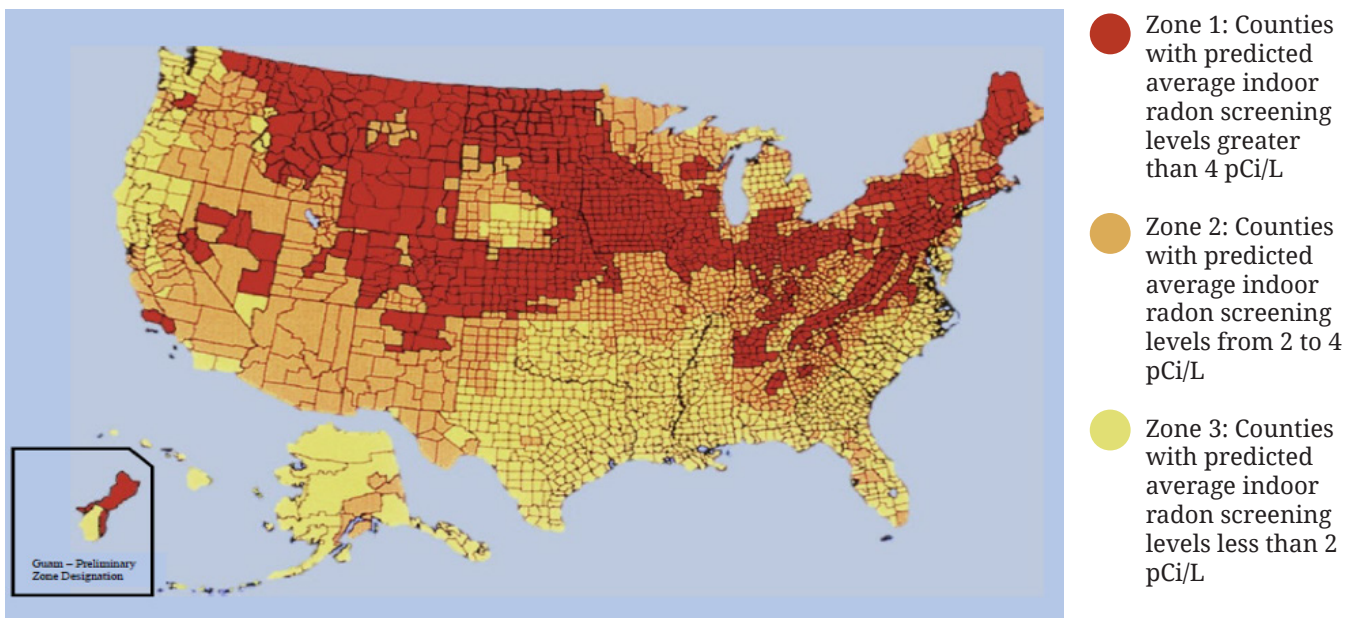 Zone 1: Counties
with predicted
average indoor
radon screening
levels greater
than 4 pCi/L
Zone 2: Counties
with predicted
average indoor
radon screening
levels from 2 to 4
pCi/L
Zone 3: Counties
with predicted
average indoor
radon screening
levels less than 2
pCi/L
Guam – Preliminary
Zone Designation